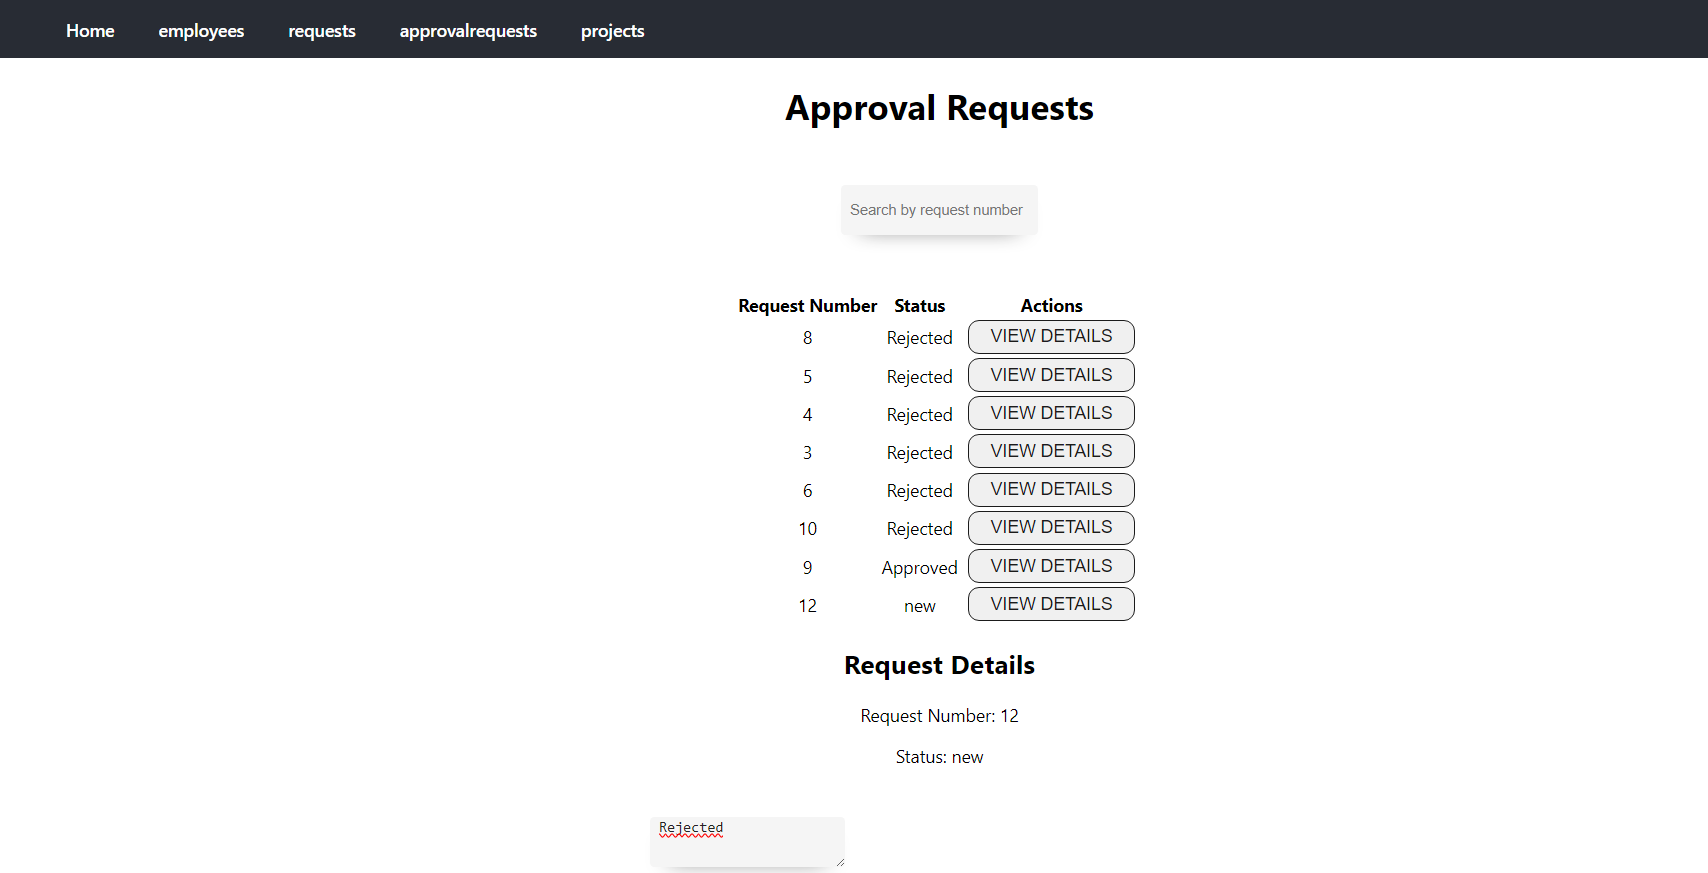 Home employees requests approvalrequests projects
Approval Requests
Search by request number
Request Number Status Actions
8 Rejected VIEW DETAILS
5 Rejected VIEW DETAILS
4 Rejected VIEW DETAILS
3 Rejected VIEW DETAILS
6 Rejected VIEW DETAILS
10 Rejected VIEW DETAILS
9 Approved VIEW DETAILS
12 new VIEW DETAILS
Request Details
Request Number: 12
Status: new
Rejected